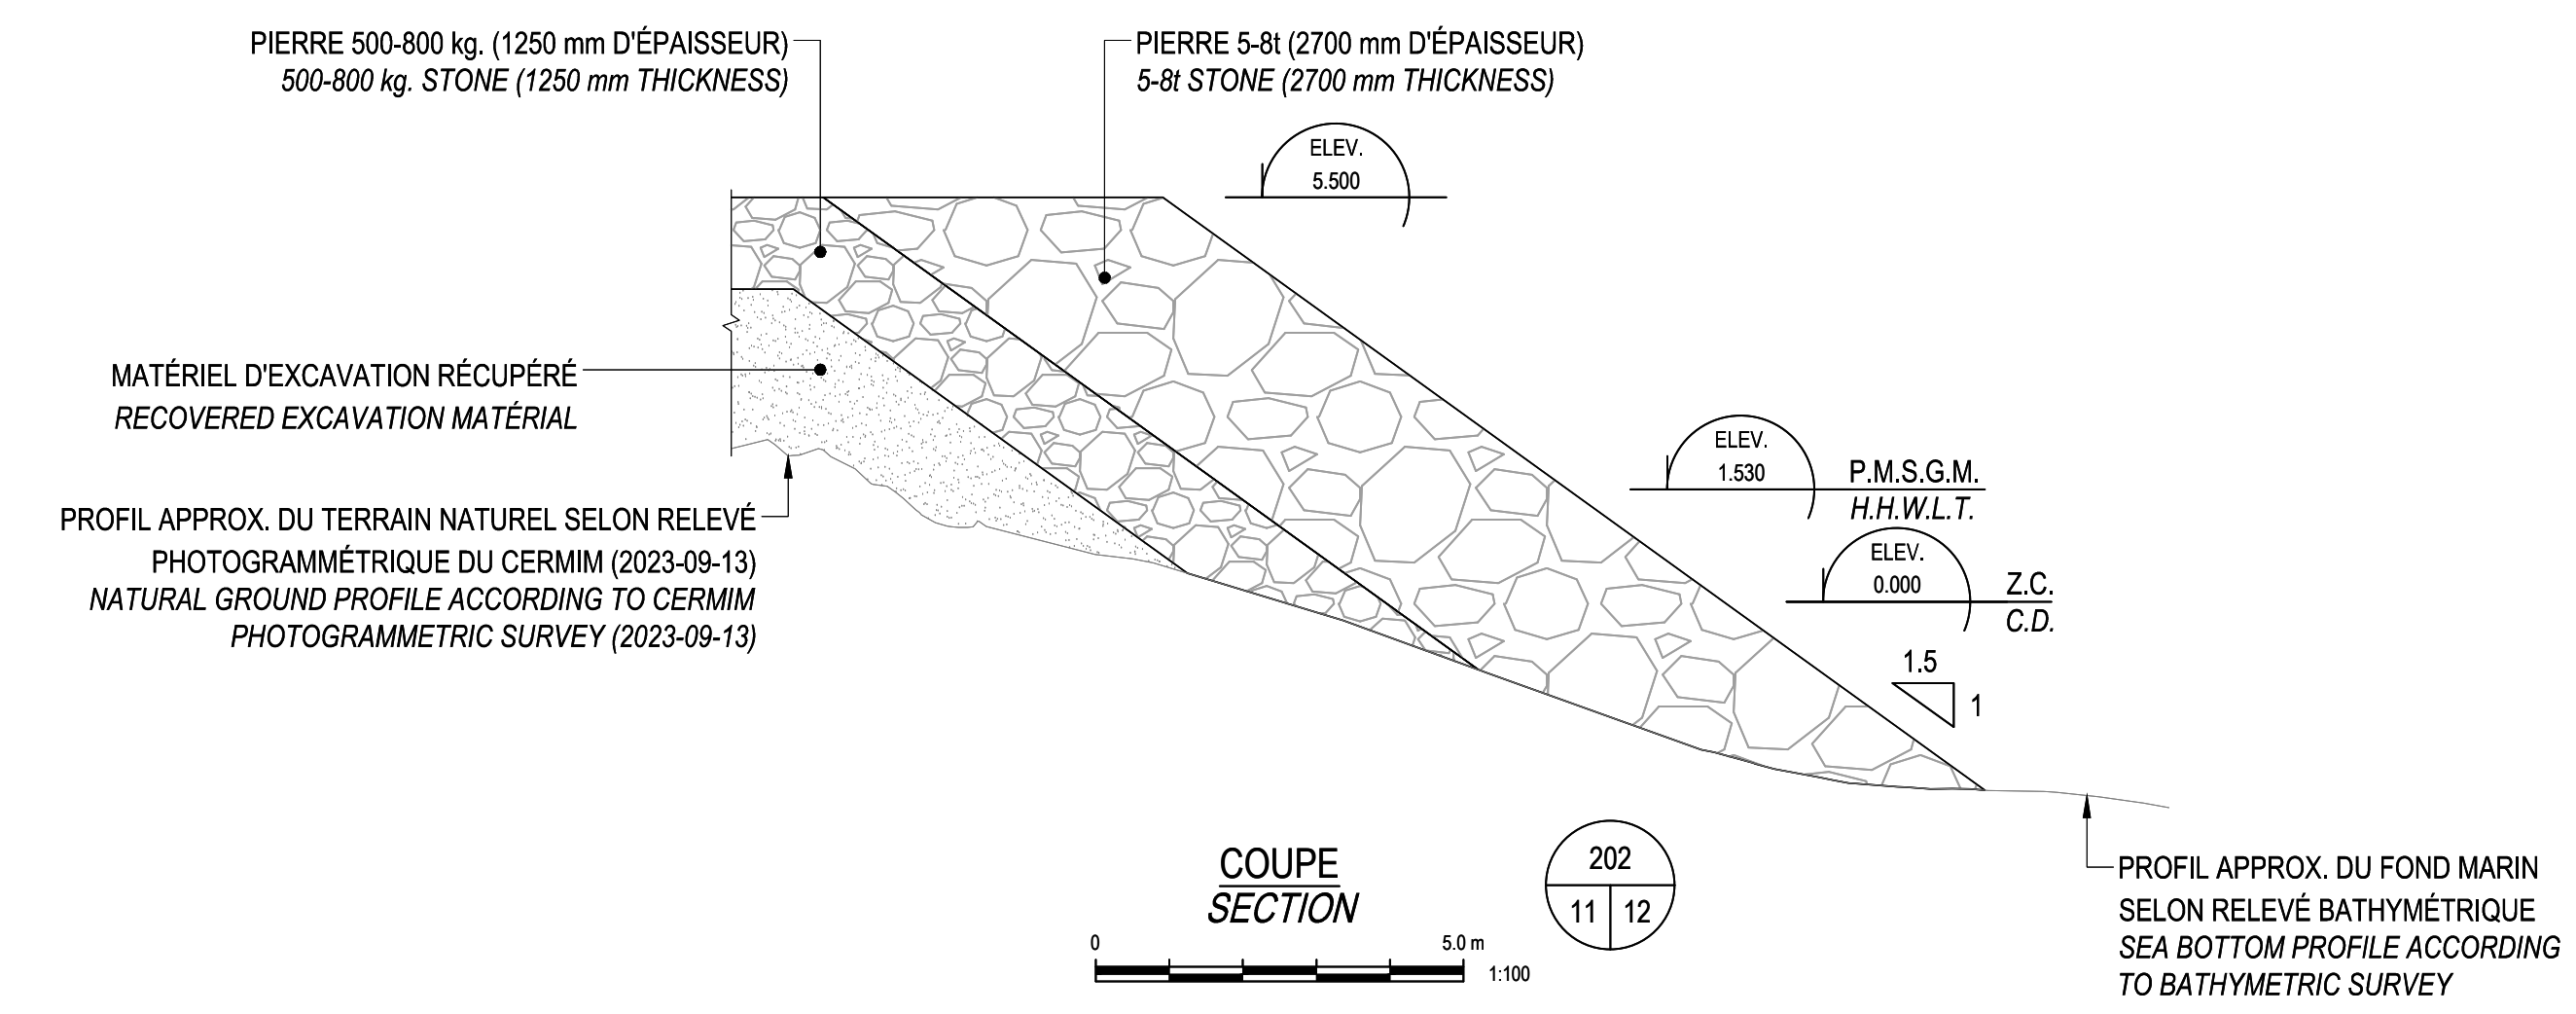 PIERRE 500-800 kg. (1250 mm D'ÉPAISSEUR)
500-800 kg. STONE (1250 mm THICKNESS)
PIERRE 5-8t (2700 mm D'ÉPAISSEUR)
5-8t STONE (2700 mm THICKNESS)
ELEV.
5.500
MATÉRIEL D'EXCAVATION RÉCUPÉRÉ
RECOVERED EXCAVATION MATÉRIAL
ELEV.
1.530
P.M.S.G.M.
H.H.W.L.T.
PROFIL APPROX. DU TERRAIN NATUREL SELON RELEVÉ
PHOTOGRAMMÉTRIQUE DU CERMIM (2023-09-13)
NATURAL GROUND PROFILE ACCORDING TO CERMIM
PHOTOGRAMMETRIC SURVEY (2023-09-13)
ELEV.
0.000
Z.C.
C.D.
1.5
1
COUPE
SECTION
202
11
12
0
5.0 m
1:100
PROFIL APPROX. DU FOND MARIN
SELON RELEVÉ BATHYMÉTRIQUE
SEA BOTTOM PROFILE ACCORDING
TO BATHYMETRIC SURVEY